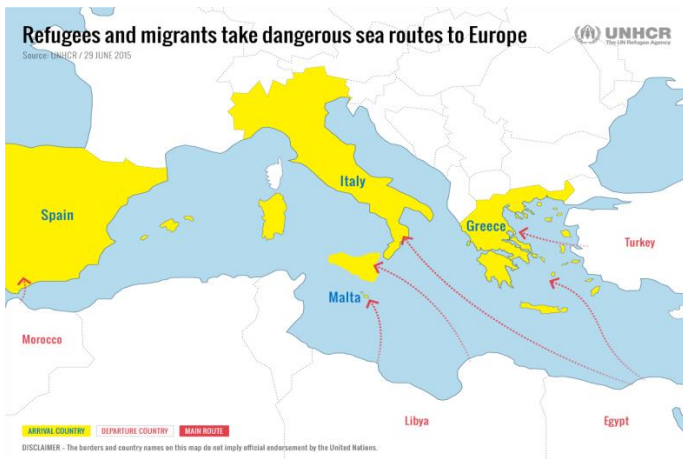 Refugees and migrants take dangerous sea routes to Europe
Source: UNHCR / 29 JUNE 2015
UNHCR
The UN Refugee Agency
Italy
Spain
Greece
Turkey
Malta
Morocco
Libya
Egypt
ARRIVAL COUNTRY DEPARTURE COUNTRY MAIN ROUTE
DISCLAIMER - The borders and country names on this map do not imply official endorsement by the United Nations.